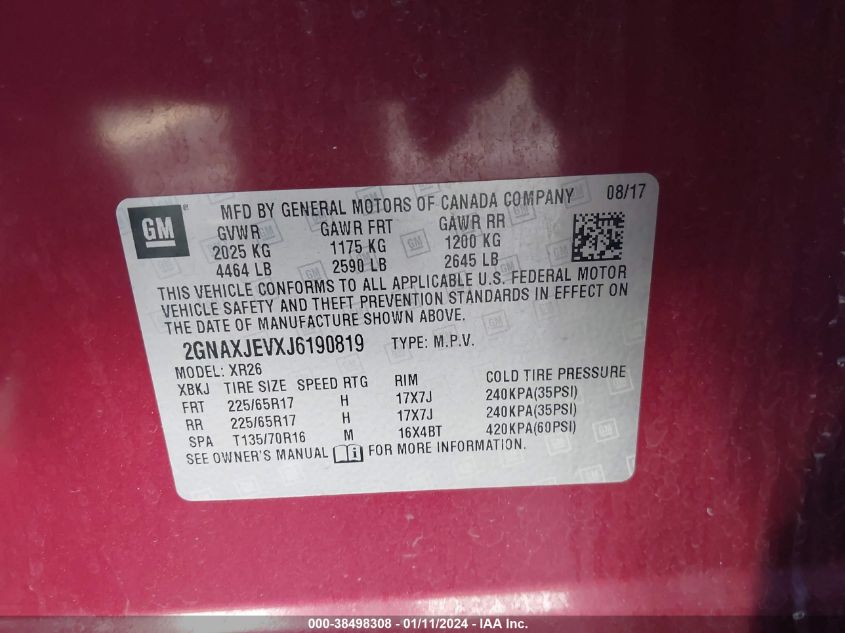 GM
MFD BY GENERAL MOTORS OF CANADA COMPANY 08/17
GVWR GAWR FRT GAWR RR
2025 KG 1175 KG 1200 KG
4464 LB 2590 LB 2645 LB
THIS VEHICLE CONFORMS TO ALL APPLICABLE U.S. FEDERAL MOTOR
VEHICLE SAFETY AND THEFT PREVENTION STANDARDS IN EFFECT ON
THE DATE OF MANUFACTURE SHOWN ABOVE.
2GNAXJEVXJ6190819 TYPE: M.P.V.
MODEL: XR26
XBKJ TIRE SIZE SPEED RTG RIM COLD TIRE PRESSURE
FRT 225/65R17 H 17X7J 240KPA(35PSI)
RR 225/65R17 H 17X7J 240KPA(35PSI)
SPA T135/70R16 M 16X4BT 420KPA(60PSI)
SEE OWNER'S MANUAL FOR MORE INFORMATION.
000-38498308 - 01/11/2024 - IAA Inc.